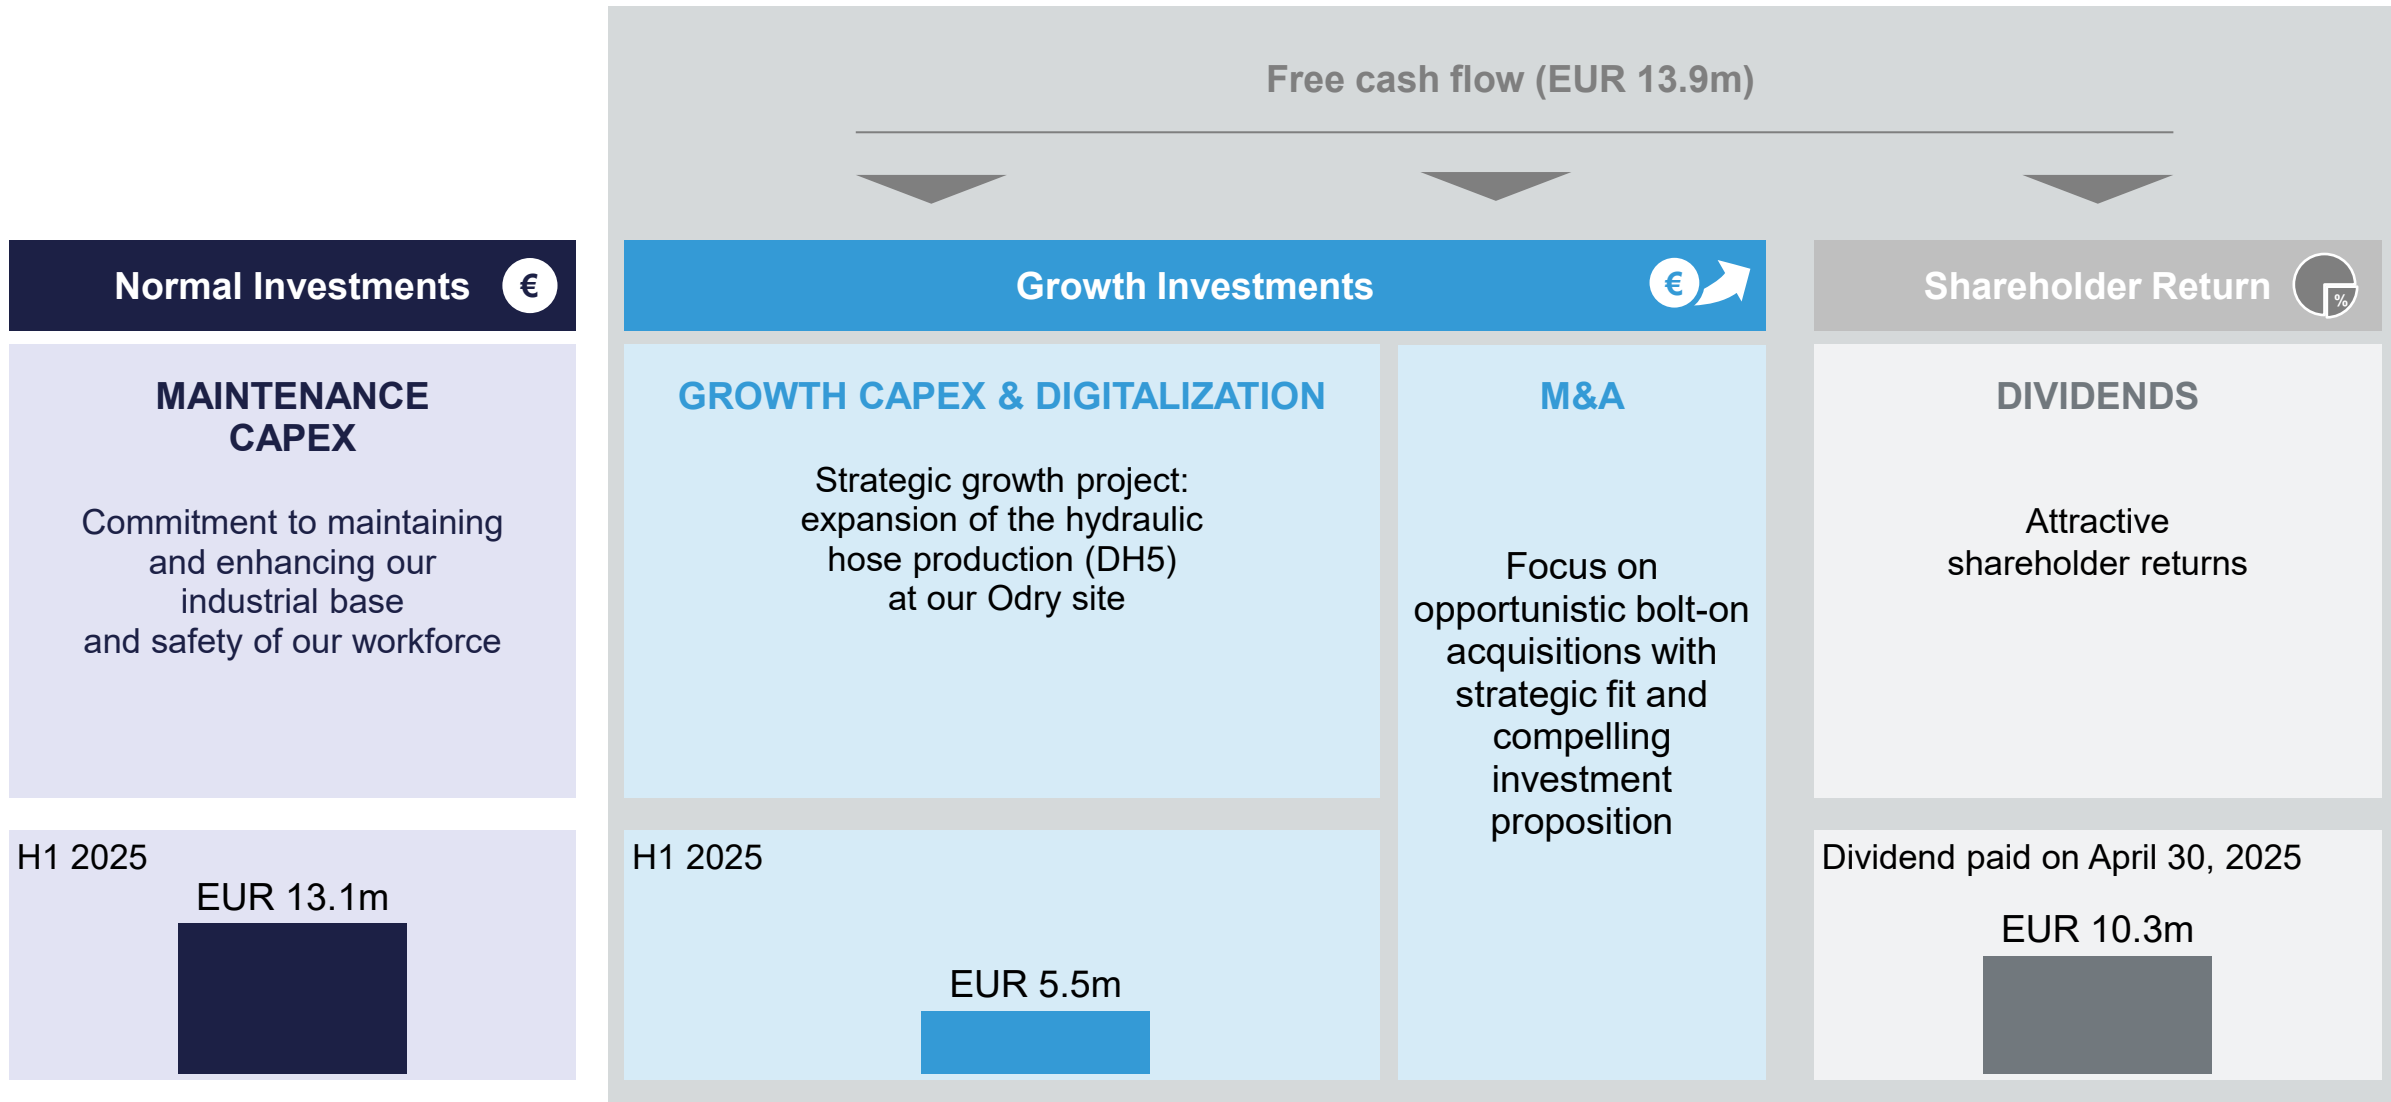 Free cash flow (EUR 13.9m)
Normal Investments €
Growth Investments €
Shareholder Return %
MAINTENANCE
CAPEX
Commitment to maintaining
and enhancing our
industrial base
and safety of our workforce
GROWTH CAPEX & DIGITALIZATION
Strategic growth project:
expansion of the hydraulic
hose production (DH5)
at our Odry site
M&A
Focus on
opportunistic bolt-on
acquisitions with
strategic fit and
compelling
investment
proposition
DIVIDENDS
Attractive
shareholder returns
H1 2025
EUR 13.1m
H1 2025
EUR 5.5m
Dividend paid on April 30, 2025
EUR 10.3m